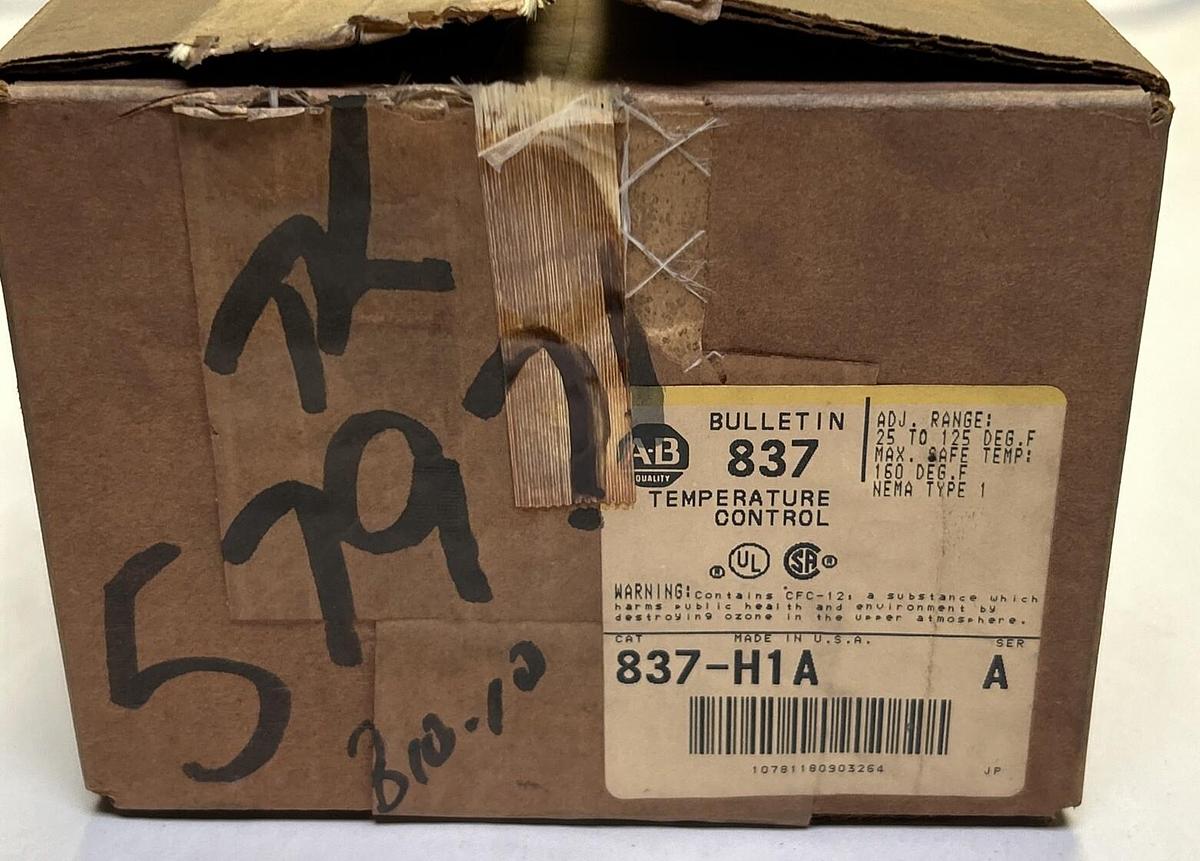 579
BULLETIN
837
TEMPERATURE
CONTROL
A-B
QUALITY
ADJ. RANGE:
25 TO 125 DEG.F
MAX. SAFE TEMP:
160 DEG.F
NEMA TYPE 1
UL
SA
WARNING: Contains CFC-12, a substance which
harms public health and environment by
destroying ozone in the upper atmosphere.
CAT MADE IN U.S.A. SER
837-H1A A
10781180903264 JP